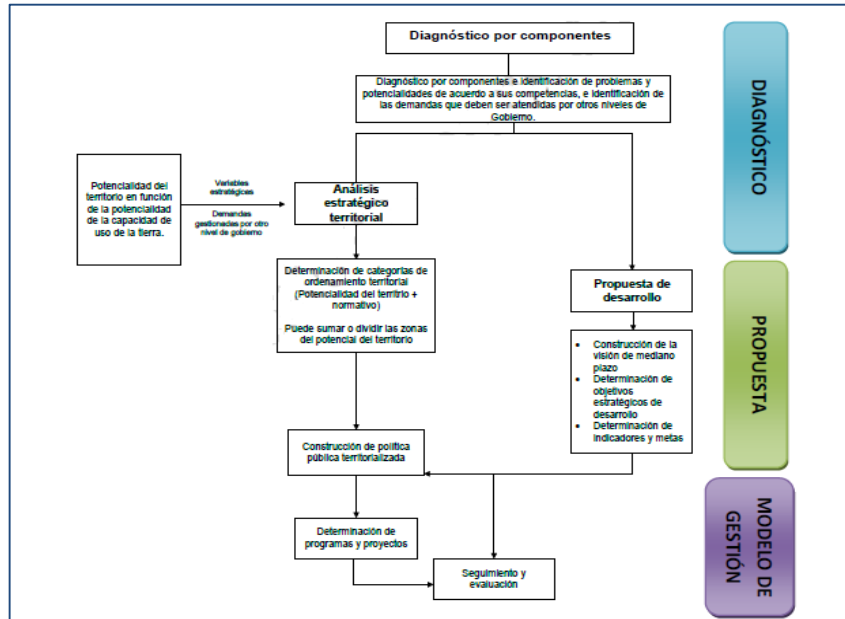 Diagnóstico por componentes
Diagnóstico por componentes e identificación de problemas y
potencialidades de acuerdo a sus competencias, e identificación de
las demandas que deben ser atendidas por otros niveles de
Gobierno.
DIAGNÓSTICO
Potencialidad del
territorio en función
de la potencialidad
de la capacidad de
uso de la tierra.
Variables
estratégicas
Demandas
gestionadas por otro
nivel de gobierno
Análisis
estratégico
territorial
Determinación de categorías de
ordenamiento territorial
(Potencialidad del territrio +
normativo)
Puede sumar o dividir las zonas
del potencial del territorio
Propuesta de
desarrollo
• Construcción de la
visión de mediano
plazo
• Determinación de
objetivos
estratégicos de
desarrollo
• Determinación de
indicadores y metas
PROPUESTA
Construcción de política
pública territorializada
Determinación de
programas y proyectos
Seguimiento y
evaluación
MODELO DE
GESTIÓN